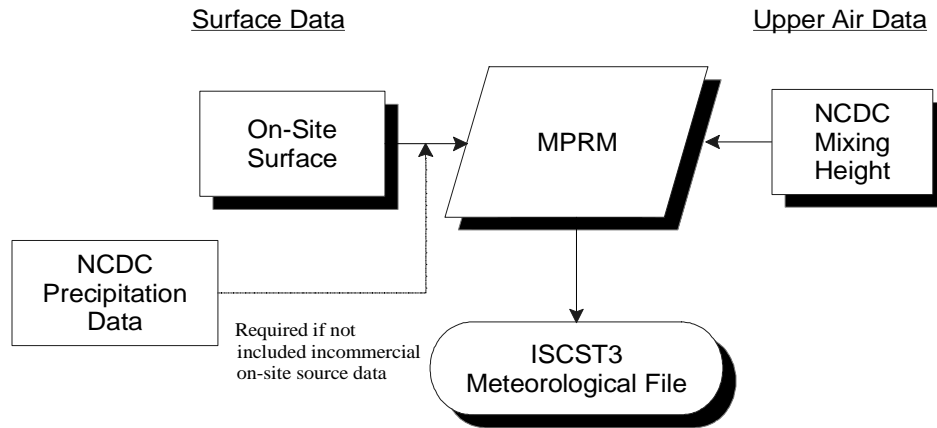 Surface Data
Upper Air Data
On-Site
Surface
MPRM
NCDC
Mixing
Height
NCDC
Precipitation
Data
Required if not
included incommercial
on-site source data
ISCST3
Meteorological File